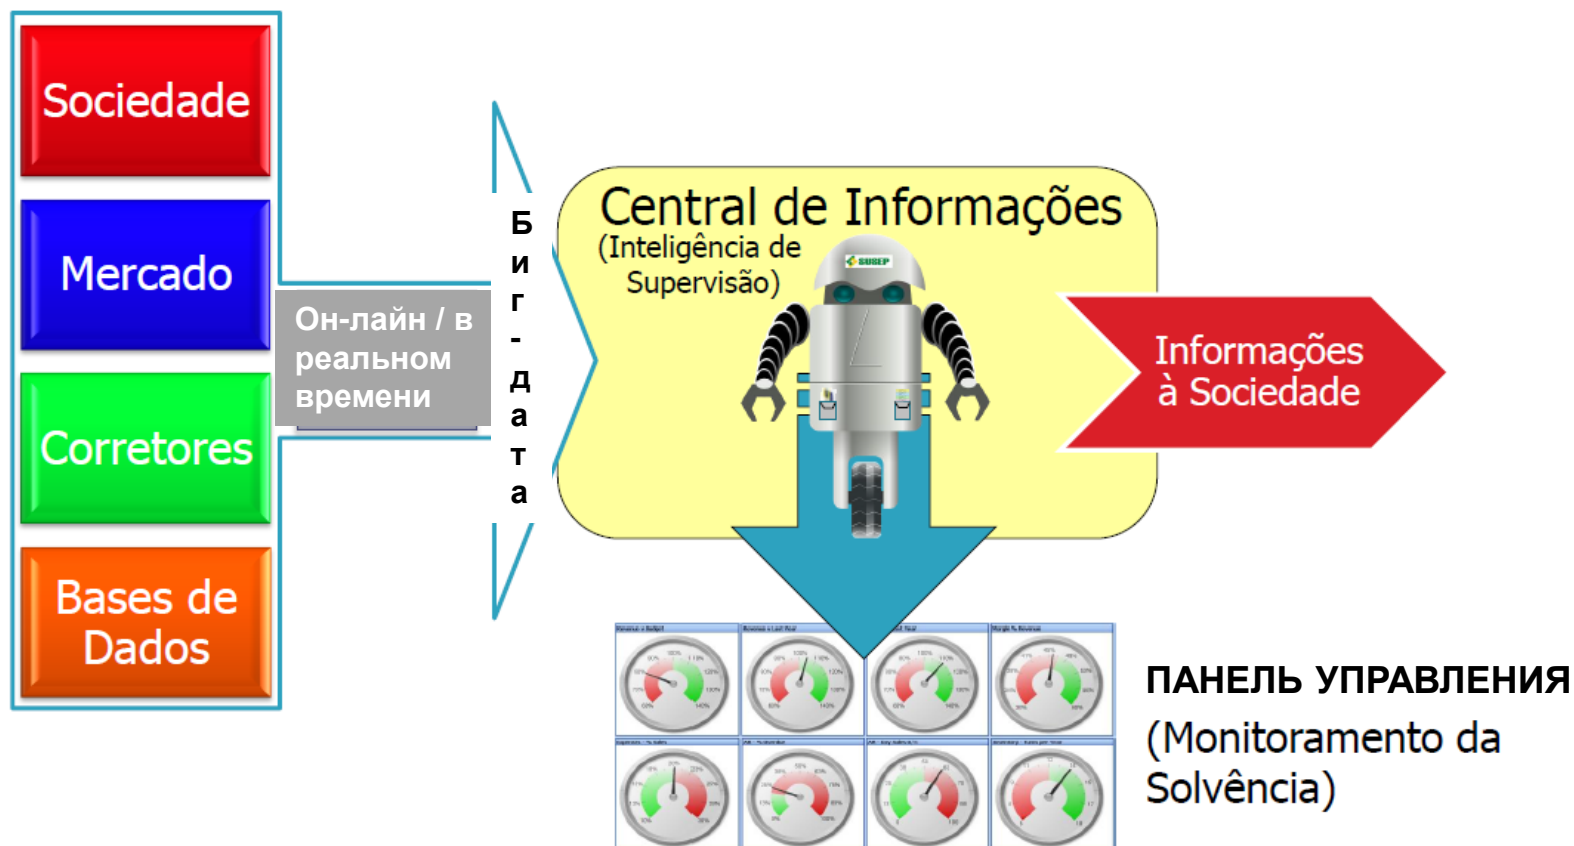 Sociedade
Mercado
Corretores
Bases de
Dados
Он-лайн / в
реальном
времени
Б
и
г
-
д
а
т
а
Central de Informações
(Inteligência de
Supervisão)
SUSEP
Informações
à Sociedade
ПАНЕЛЬ УПРАВЛЕНИЯ
(Monitoramento da
Solvência)